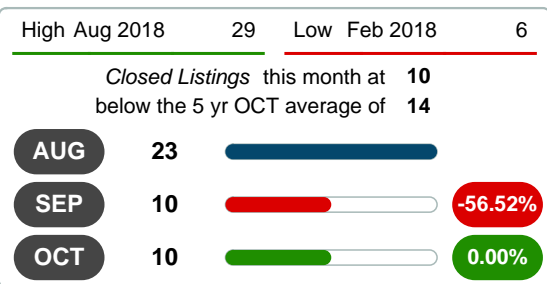 High Aug 2018 29 Low Feb 2018 6
Closed Listings this month at 10
below the 5 yr OCT average of 14
AUG 23
SEP 10 -56.52%
OCT 10 0.00%